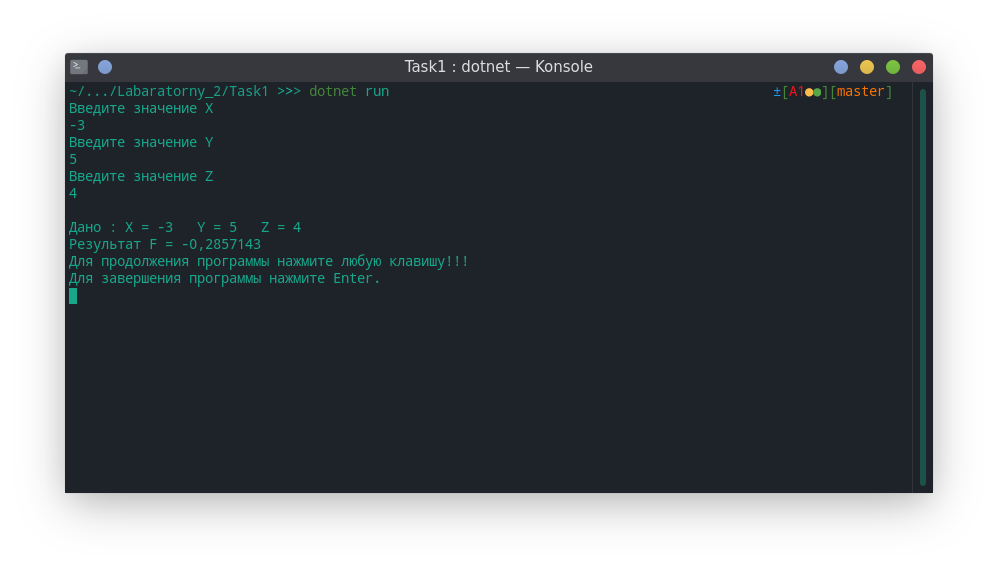 Task1 : dotnet — Konsole
~/.../Labaratorny_2/Task1 >>> dotnet run ±[A1●●][master]
Введите значение X
-3
Введите значение Y
5
Введите значение Z
4
Дано : X = -3   Y = 5   Z = 4
Результат F = -0,2857143
Для продолжения программы нажмите любую клавишу!!!
Для завершения программы нажмите Enter.